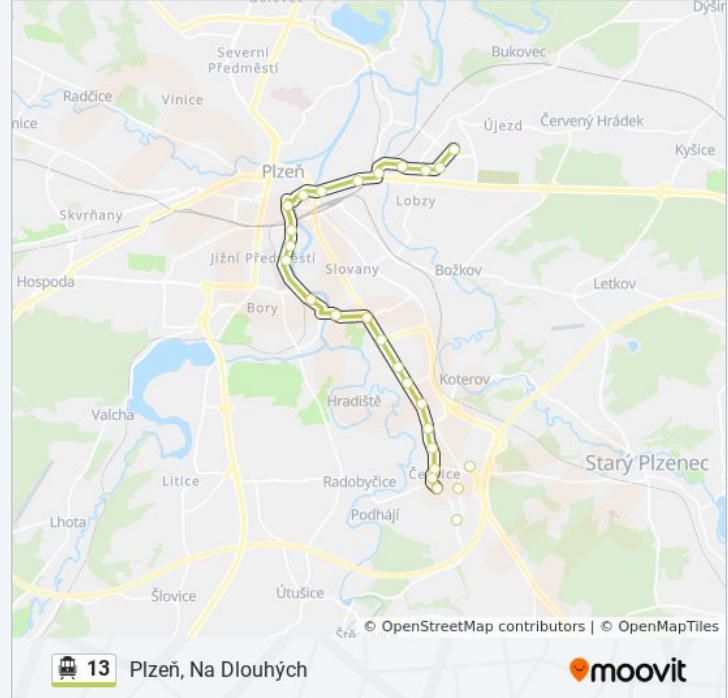 Dýšin
Bukovec
Severní
Předměstí
Radčice
Vinice
Újezd
Červený Hrádek
Kyšice
Plzeň
Lobzy
Skvrňany
Jižní Předměstí
Slovany
Božkov
Hospoda
Letkov
Bory
Koterov
Valcha
Hradiště
Starý Plzenec
Litice
Radobyčice
Černice
Podhájí
Lhota
Šlovice
Útušice
© OpenStreetMap contributors | © OpenMapTiles
13
Plzeň, Na Dlouhých
moovit